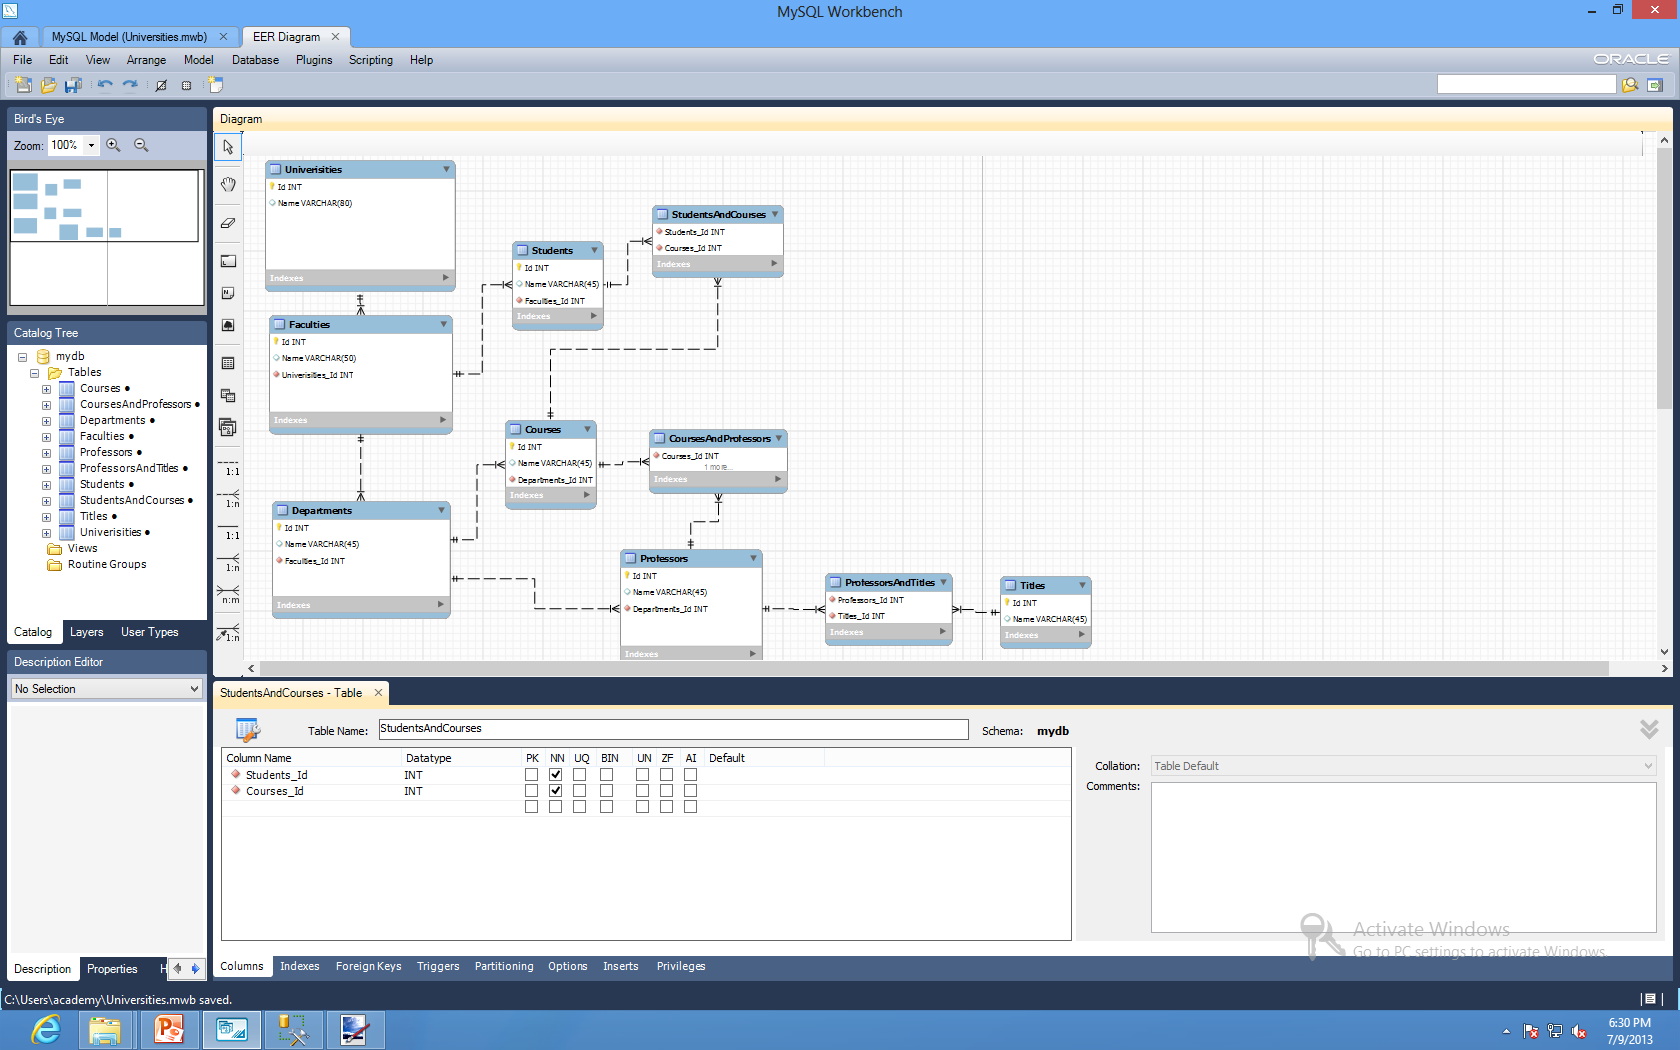 MySQL Workbench
MySQL Model (Universities.mwb)
EER Diagram
File Edit View Arrange Model Database Plugins Scripting Help
ORACLE
Bird's Eye
Zoom: 100%
Diagram
Univerisities
Id INT
Name VARCHAR(80)
Indexes
StudentsAndCourses
Students_Id INT
Courses_Id INT
Indexes
Students
Id INT
Name VARCHAR(45)
Faculties_Id INT
Indexes
Faculties
Id INT
Name VARCHAR(50)
Univerisities_Id INT
Indexes
Courses
Id INT
Name VARCHAR(45)
Departments_Id INT
Indexes
CoursesAndProfessors
Courses_Id INT
1 more...
Indexes
Departments
Id INT
Name VARCHAR(45)
Faculties_Id INT
Indexes
Professors
Id INT
Name VARCHAR(45)
Departments_Id INT
Indexes
ProfessorsAndTitles
Professors_Id INT
Titles_Id INT
Indexes
Titles
Id INT
Name VARCHAR(45)
Indexes
1:1
1:n
1:1
1:n
n:m
1:n
Catalog Tree
mydb
Tables
Courses
CoursesAndProfessors
Departments
Faculties
Professors
ProfessorsAndTitles
Students
StudentsAndCourses
Titles
Univerisities
Views
Routine Groups
Catalog Layers User Types
Description Editor
No Selection
Description Properties H
StudentsAndCourses - Table
Table Name: StudentsAndCourses
Schema: mydb
Column Name Datatype PK NN UQ BIN UN ZF AI Default
Students_Id INT
Courses_Id INT
Collation: Table Default
Comments:
Activate Windows
Go to PC settings to activate Windows.
Columns Indexes Foreign Keys Triggers Partitioning Options Inserts Privileges
C:\Users\academy\Universities.mwb saved.
6:30 PM
7/9/2013